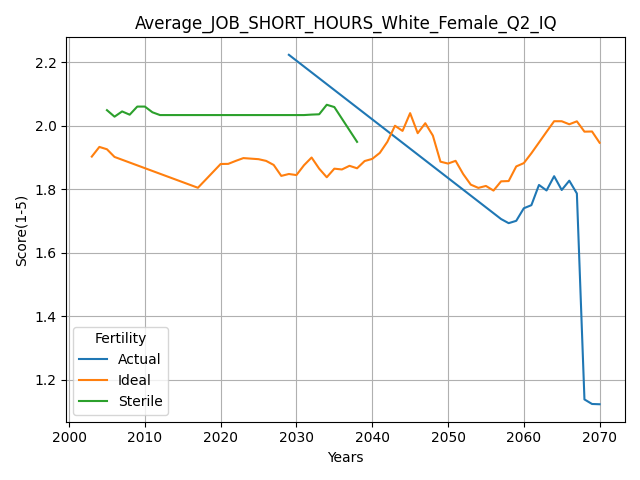 Average_JOB_SHORT_HOURS_White_Female_Q2_IQ
Score(1-5)
2.2
2.0
1.8
1.6
1.4
1.2
Fertility
Actual
Ideal
Sterile
2000 2010 2020 2030 2040 2050 2060 2070
Years